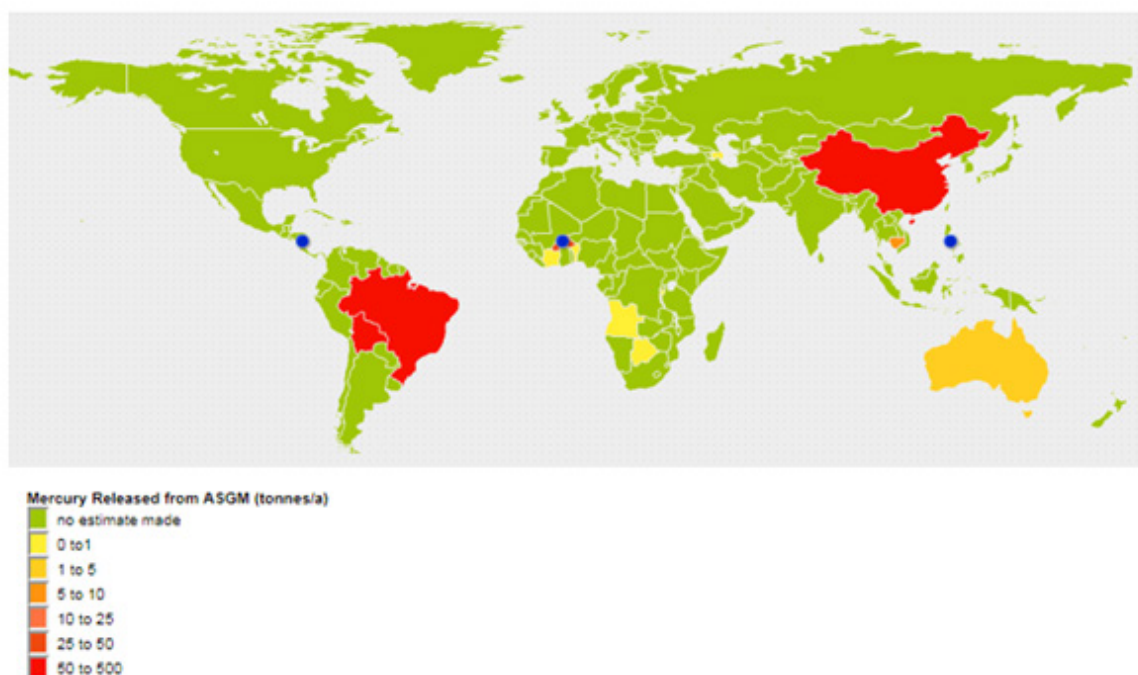 Mercury Released from ASGM (tonnes/a)
no estimate made
0 to1
1 to 5
5 to 10
10 to 25
25 to 50
50 to 500